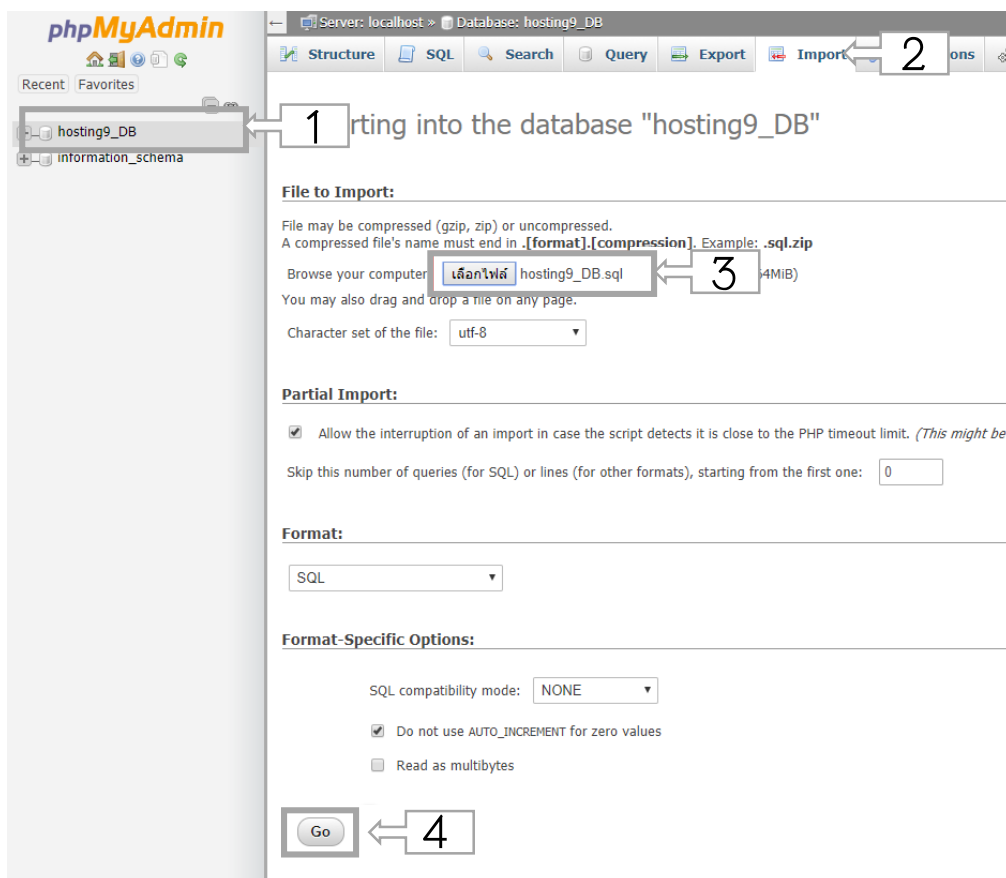 phpMyAdmin
Recent Favorites
hosting9_DB
information_schema
1
Server: localhost » Database: hosting9_DB
Structure SQL Search Query Export Import 2 ons
rting into the database "hosting9_DB"
File to Import:
File may be compressed (gzip, zip) or uncompressed.
A compressed file's name must end in .[format].[compression]. Example: .sql.zip
Browse your computer เลือกไฟล์ hosting9_DB.sql 3 4MiB)
You may also drag and drop a file on any page.
Character set of the file: utf-8
Partial Import:
Allow the interruption of an import in case the script detects it is close to the PHP timeout limit. (This might be
Skip this number of queries (for SQL) or lines (for other formats), starting from the first one: 0
Format:
SQL
Format-Specific Options:
SQL compatibility mode: NONE
Do not use AUTO_INCREMENT for zero values
Read as multibytes
Go 4